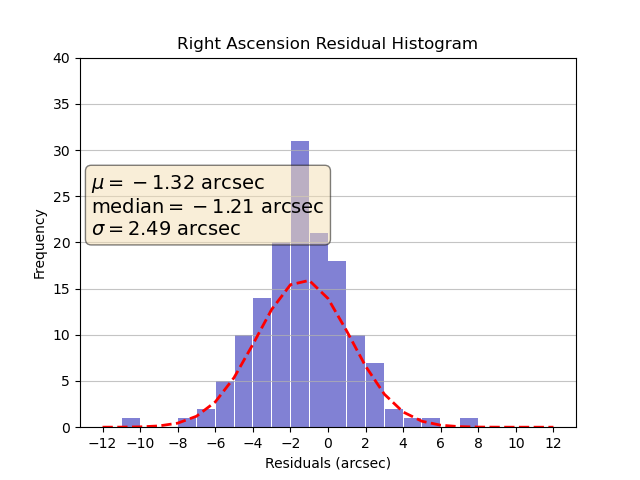 Right Ascension Residual Histogram
40
35
30
25
20
15
10
5
0
Frequency
μ = −1.32 arcsec
median = −1.21 arcsec
σ = 2.49 arcsec
−12 −10 −8 −6 −4 −2 0 2 4 6 8 10 12
Residuals (arcsec)